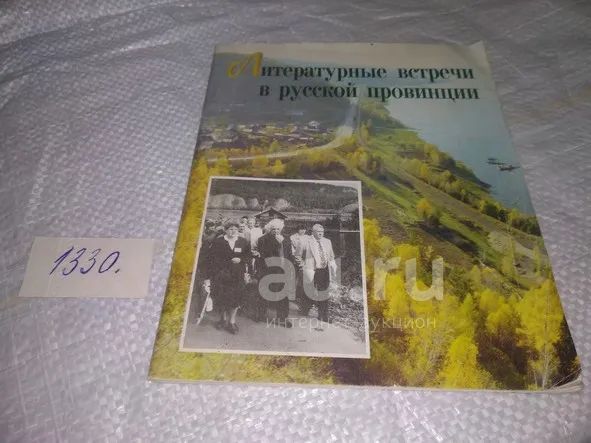 Литературные встречи
в русской провинции
1330.
au.ru
интернет аукцион